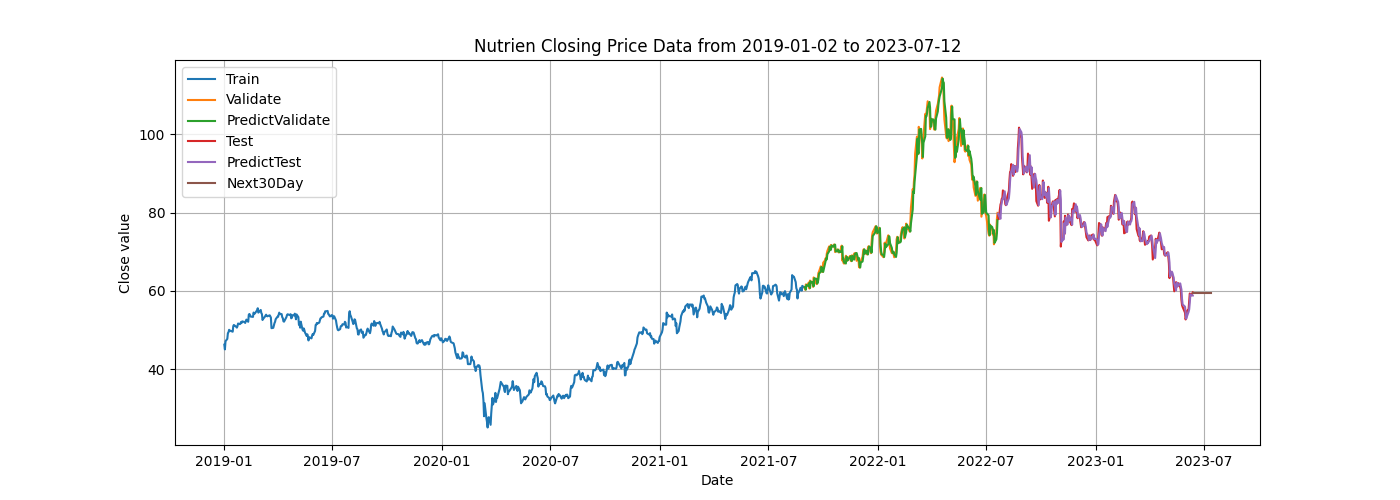 Nutrien Closing Price Data from 2019-01-02 to 2023-07-12
Train
Validate
PredictValidate
Test
PredictTest
Next30Day
100
80
60
40
Close value
2019-01
2019-07
2020-01
2020-07
2021-01
2021-07
2022-01
2022-07
2023-01
2023-07
Date